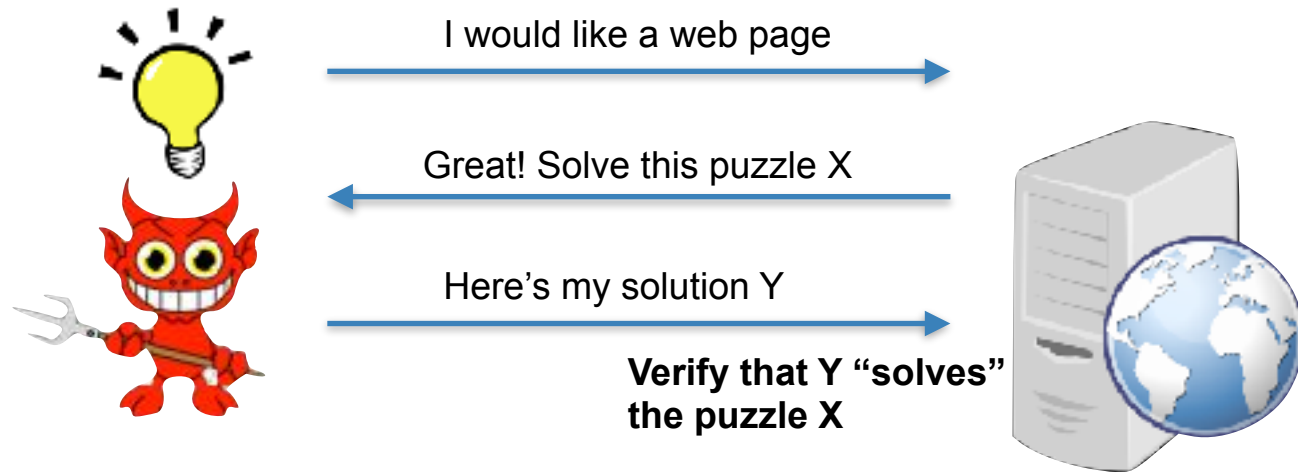 I would like a web page
Great! Solve this puzzle X
Here’s my solution Y
Verify that Y “solves”
the puzzle X